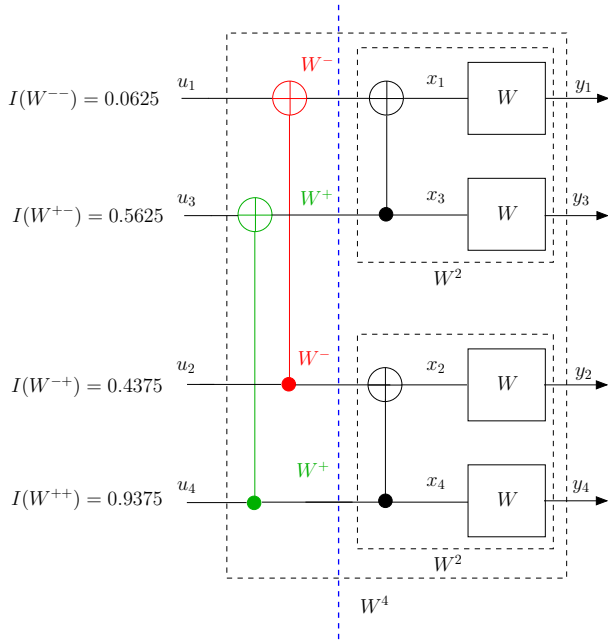 W⁻
u₁ x₁ y₁
I(W⁻⁻) = 0.0625 W
W⁺
u₃ x₃ y₃
I(W⁺⁻) = 0.5625 W
W²
W⁻
u₂ x₂ y₂
I(W⁻⁺) = 0.4375 W
W⁺
u₄ x₄ y₄
I(W⁺⁺) = 0.9375 W
W²
W⁴